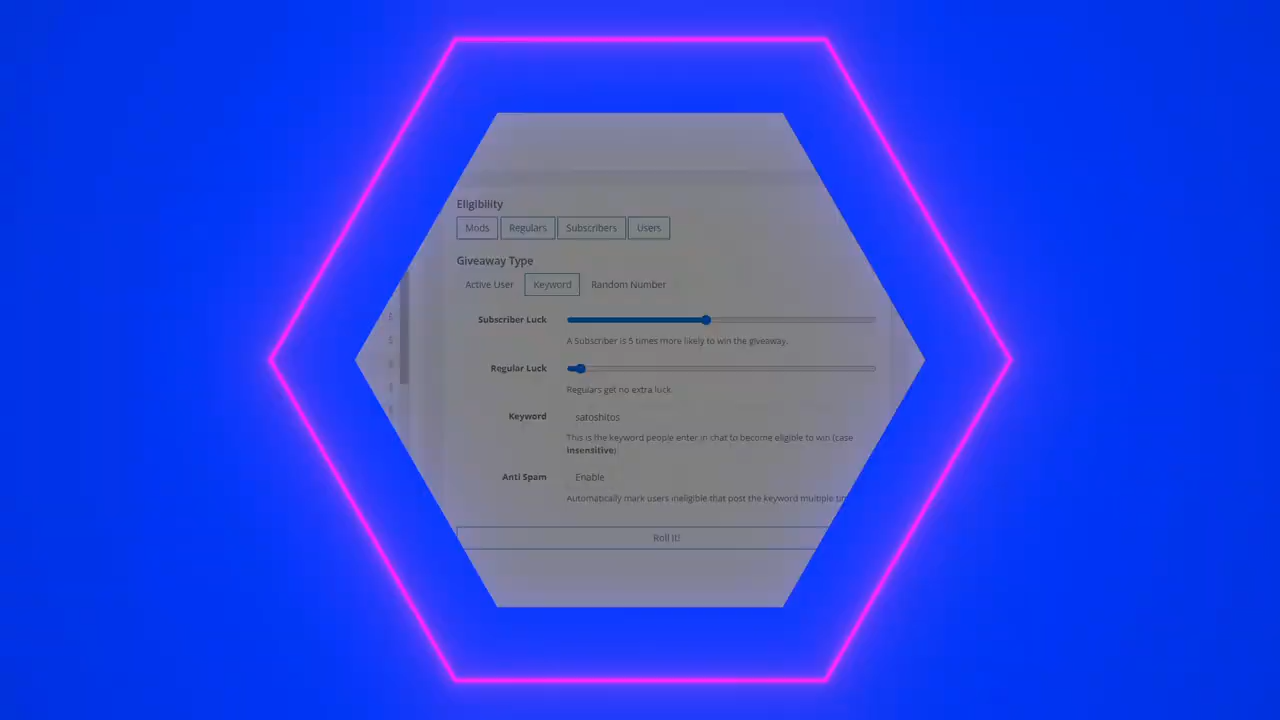 Eligibility
Mods Regulars Subscribers Users
Giveaway Type
Active User Keyword Random Number
Subscriber Luck
A Subscriber is 5 times more likely to win the giveaway.
Regular Luck
Regulars get no extra luck.
Keyword satoshitos
This is the keyword people enter in chat to become eligible to win (case
insensitive)
Anti Spam Enable
Automatically mark users ineligible that post the keyword multiple
Roll It!